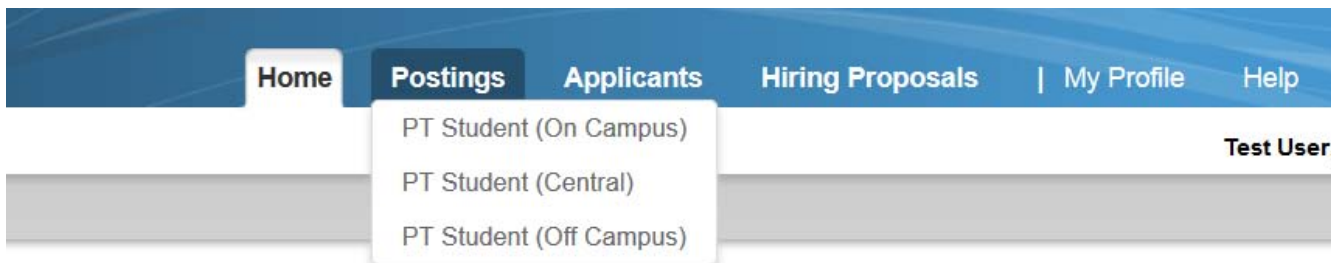 Home Postings Applicants Hiring Proposals | My Profile Help
PT Student (On Campus)
Test User
PT Student (Central)
PT Student (Off Campus)